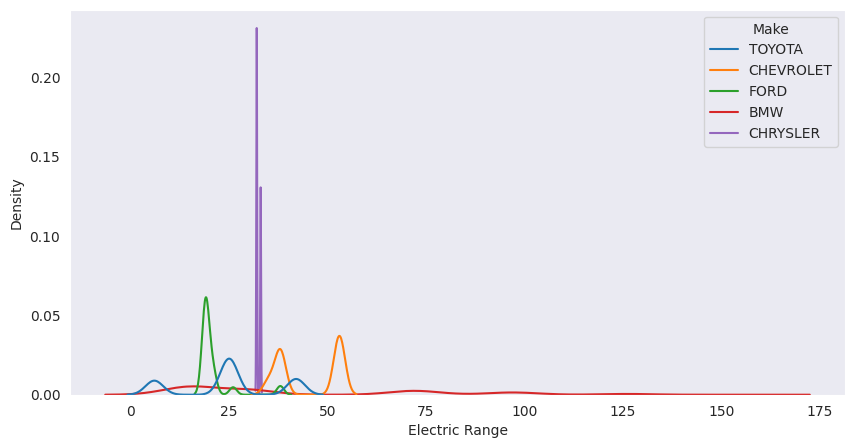 Make
TOYOTA
CHEVROLET
FORD
BMW
CHRYSLER
0.20
0.15
0.10
0.05
0.00
Density
0 25 50 75 100 125 150 175
Electric Range